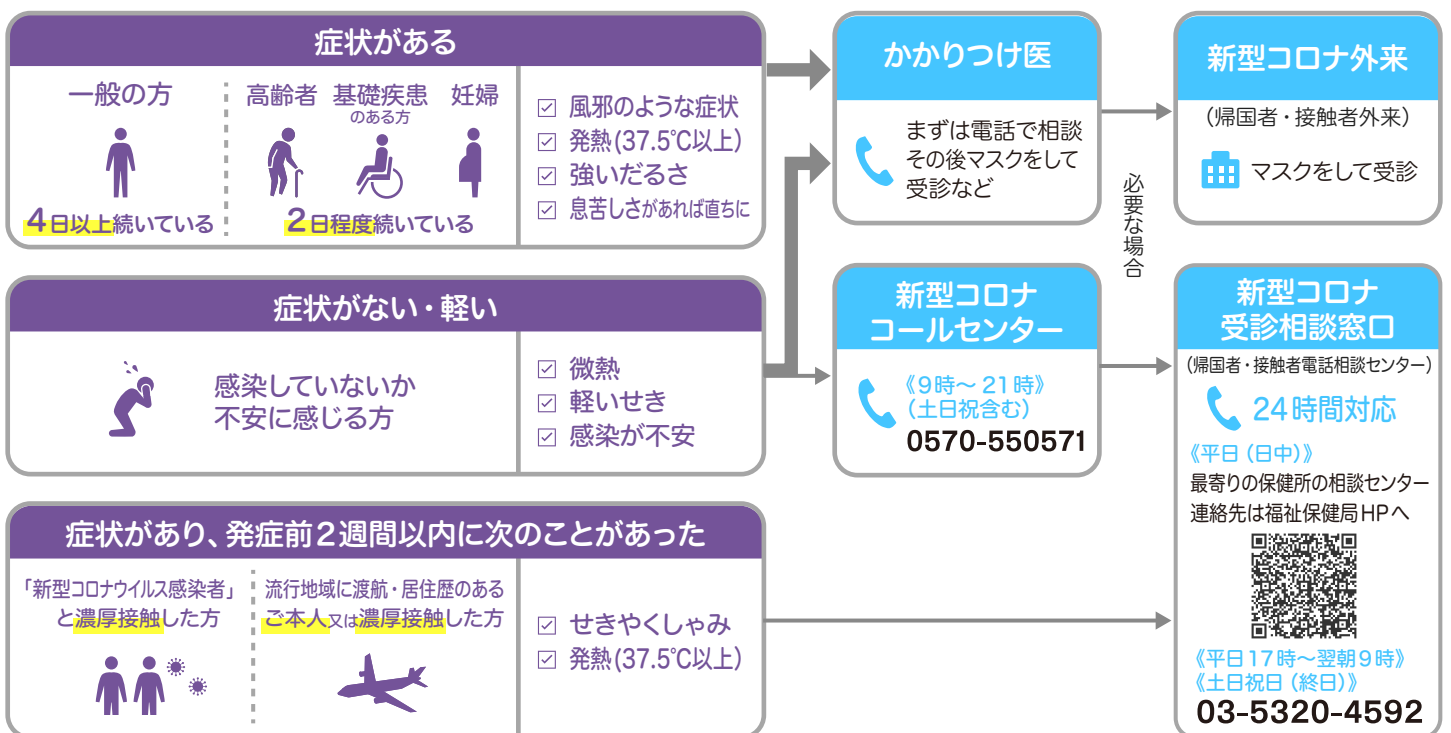 症状がある
一般の方
4日以上続いている
高齢者 基礎疾患 妊婦
のある方
2日程度続いている
風邪のような症状
発熱(37.5℃以上)
強いだるさ
息苦しさがあれば直ちに
症状がない・軽い
感染していないか
不安に感じる方
微熱
軽いせき
感染が不安
症状があり、発症前2週間以内に次のことがあった
「新型コロナウイルス感染者」
と濃厚接触した方
流行地域に渡航・居住歴のある
ご本人又は濃厚接触した方
せきやくしゃみ
発熱(37.5℃以上)
かかりつけ医
まずは電話で相談
その後マスクをして
受診など
新型コロナ
コールセンター
《9時~21時》
(土日祝含む)
0570-550571
必要な場合
新型コロナ外来
(帰国者・接触者外来)
マスクをして受診
新型コロナ
受診相談窓口
(帰国者・接触者電話相談センター)
24時間対応
《平日(日中)》
最寄りの保健所の相談センター
連絡先は福祉保健局HPへ
《平日17時~翌朝9時》
《土日祝日(終日)》
03-5320-4592